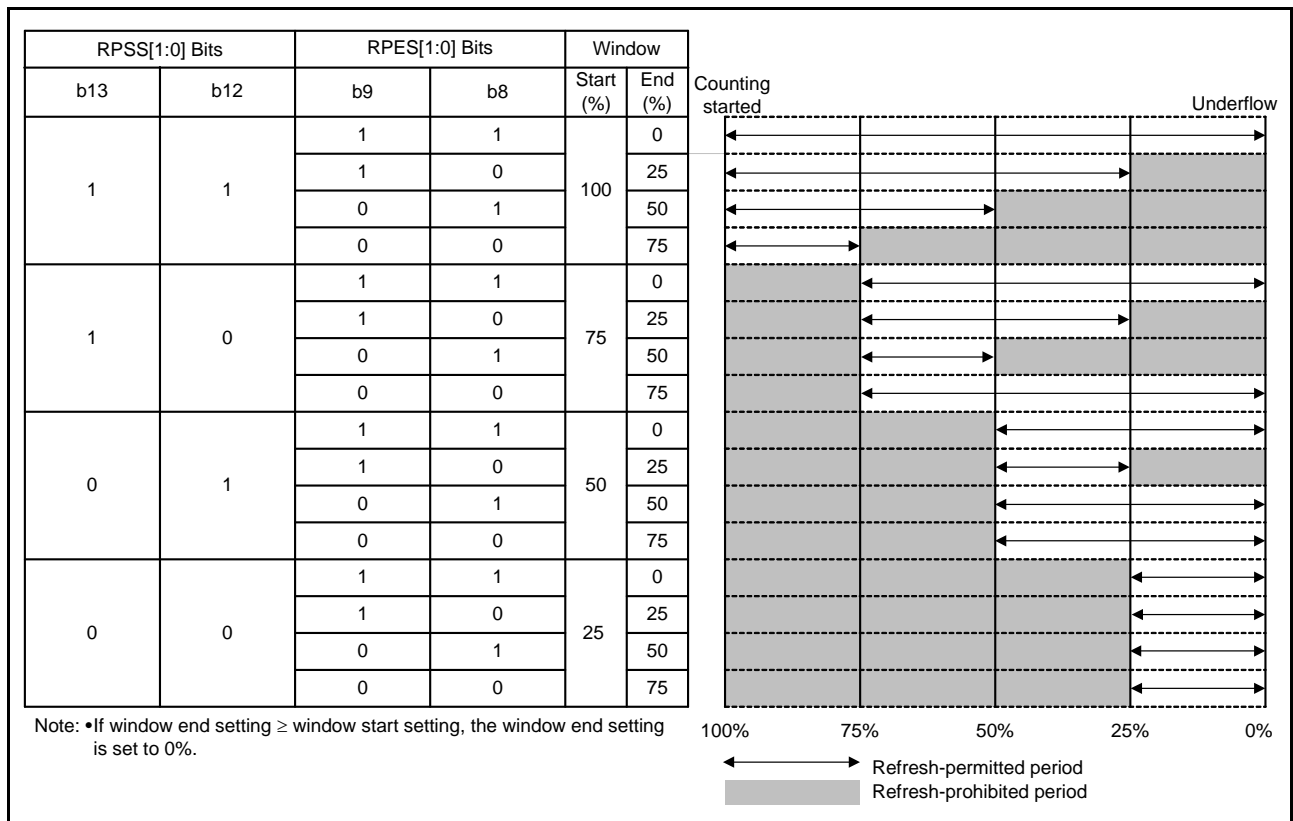 RPSS[1:0] Bits RPES[1:0] Bits Window
b13 b12 b9 b8 Start (%) End (%)
Counting started Underflow
1 1 100 1 1 0
1 0 25
0 1 50
0 0 75
1 0 75 1 1 0
1 0 25
0 1 50
0 0 75
0 1 50 1 1 0
1 0 25
0 1 50
0 0 75
0 0 25 1 1 0
1 0 25
0 1 50
0 0 75
Note: •If window end setting ≥ window start setting, the window end setting
is set to 0%.
100% 75% 50% 25% 0%
Refresh-permitted period
Refresh-prohibited period